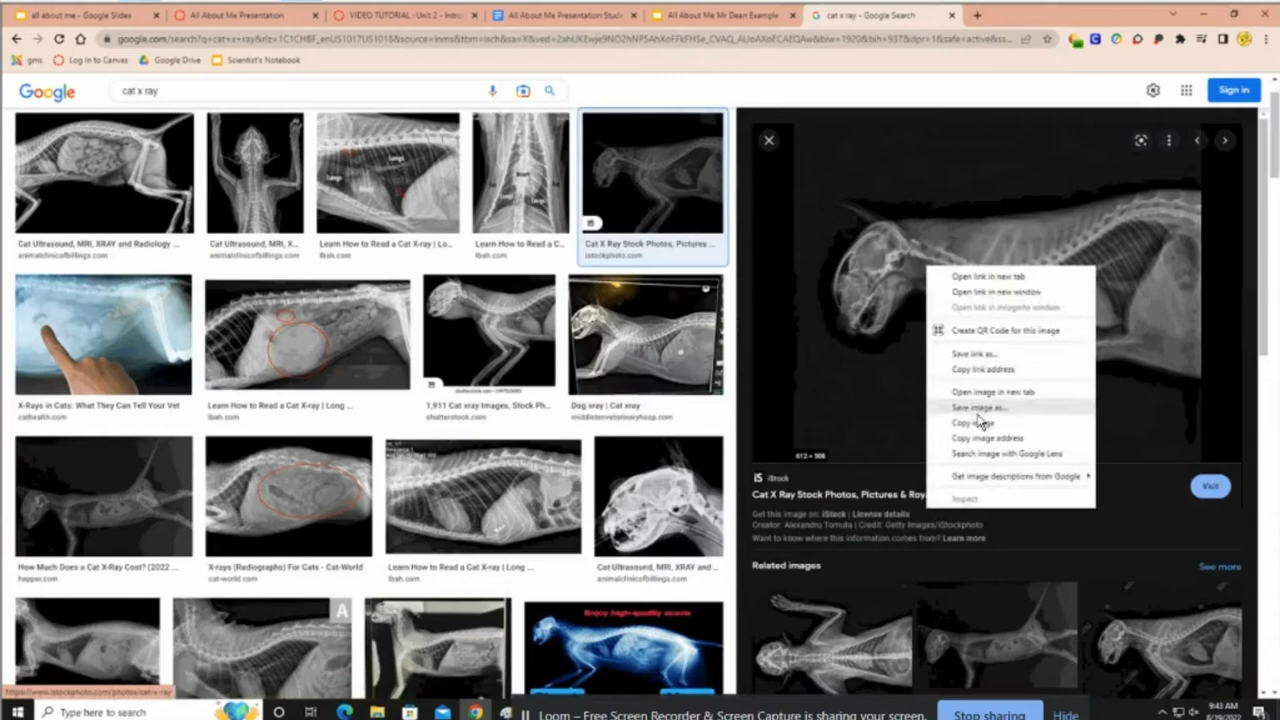 all about me - Google Slides
All About Me Presentation
VIDEO TUTORIAL : Unit 2 - Intro
All About Me Presentation Stude
All About Me Mr Dean Example
cat x ray - Google Search
gms
Log In to Canvas
Google Drive
Scientist's Notebook
Google
cat x ray
Sign in
Cat Ultrasound, MRI, XRAY and Radiology ...
animalclinicofbillings.com
Cat Ultrasound, MRI, X...
animalclinicofbillings.com
Learn How to Read a Cat X-ray | Lo...
lbah.com
Learn How to Read a C...
lbah.com
Cat X Ray Stock Photos, Pictures ...
istockphoto.com
X-Rays in Cats: What They Can Tell Your Vet
cathealth.com
Learn How to Read a Cat X-ray | Long ...
lbah.com
1,911 Cat xray Images, Stock Ph...
shutterstock.com
Dog xray | Cat xray
How Much Does a Cat X-Ray Cost? (2022 ...
hepper.com
X-rays (Radiographs) For Cats - Cat-World
cat-world.com
Learn How to Read a Cat X-ray | Long ...
lbah.com
Cat Ultrasound, MRI, XRAY and ...
animalclinicofbillings.com
A
Enjoy high-quality scans
Open link in new tab
Open link in new window
Open link in incognito window
Create QR Code for this image
Save link as...
Copy link address
Open image in new tab
Save image as...
Copy image address
Search image with Google Lens
Get image descriptions from Google
Inspect
612 × 508
iS iStock
Cat X Ray Stock Photos, Pictures & Roya
Visit
Get this image on: iStock | License details
Creator: Alexandru Tomuta | Credit: Getty Images/iStockphoto
Want to know where this information comes from? Learn more
Related images
See more
https://www.istockphoto.com/photos/cat-x-ray
Type here to search
Loom – Free Screen Recorder & Screen Capture is sharing your screen.
Stop sharing
Hide
9:43 AM